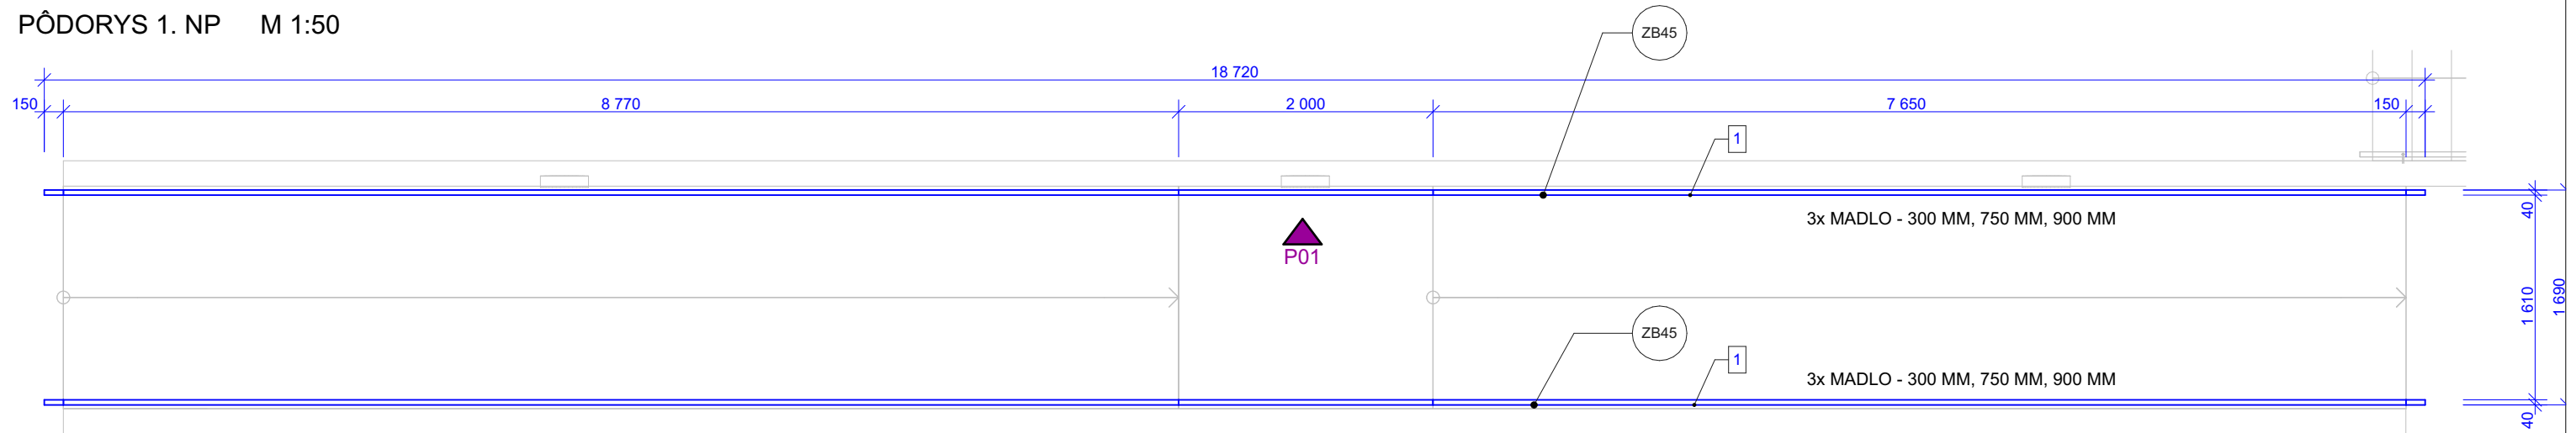 PÔDORYS 1. NP M 1:50
ZB45
18 720
150
8 770
2 000
7 650
150
1
40
3x MADLO - 300 MM, 750 MM, 900 MM
P01
1 610
1 690
ZB45
1
3x MADLO - 300 MM, 750 MM, 900 MM
40